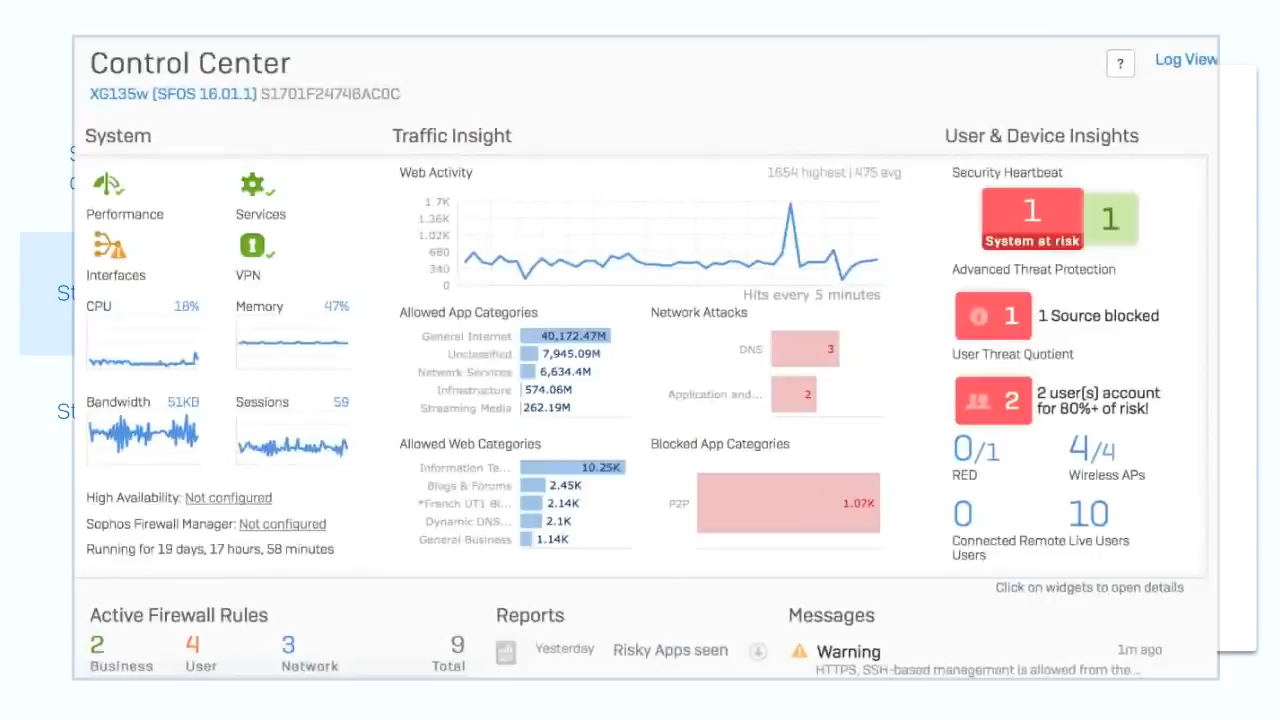 Control Center
? Log View
XG135w (SFOS 16.01.1) S1701F24746AC0C
System
Traffic Insight
User & Device Insights
Performance
Services
Interfaces
VPN
CPU 18%
Memory 47%
Bandwidth 51KB
Sessions 59
High Availability: Not configured
Sophos Firewall Manager: Not configured
Running for 19 days, 17 hours, 58 minutes
Web Activity
1654 highest | 475 avg
1.7K
1.36K
1.02K
680
340
0
Hits every 5 minutes
Allowed App Categories
General Internet 40,172.47M
Unclassified 7,945.09M
Network Services 6,634.4M
Infrastructure 574.06M
Streaming Media 262.19M
Network Attacks
DNS 3
Application and... 2
Allowed Web Categories
Information Te... 10.25K
Blogs & Forums 2.45K
*French UT1 Bl... 2.14K
Dynamic DNS... 2.1K
General Business 1.14K
Blocked App Categories
P2P 1.07K
Security Heartbeat
1
System at risk
1
Advanced Threat Protection
1
1 Source blocked
User Threat Quotient
2
2 user(s) account
for 80%+ of risk!
0/1
RED
4/4
Wireless APs
0
Connected Remote
Users
10
Live Users
Click on widgets to open details
Active Firewall Rules
2
Business
4
User
3
Network
9
Total
Reports
Yesterday Risky Apps seen
Messages
Warning 1m ago
HTTPS, SSH-based management is allowed from the...